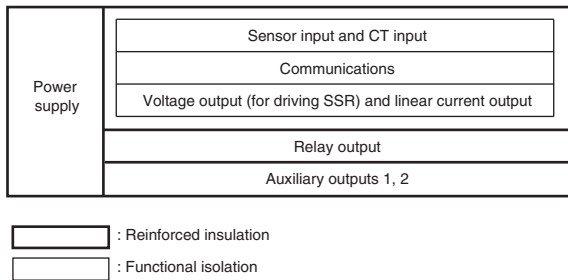 Power
supply
Sensor input and CT input
Communications
Voltage output (for driving SSR) and linear current output
Relay output
Auxiliary outputs 1, 2
: Reinforced insulation
: Functional isolation